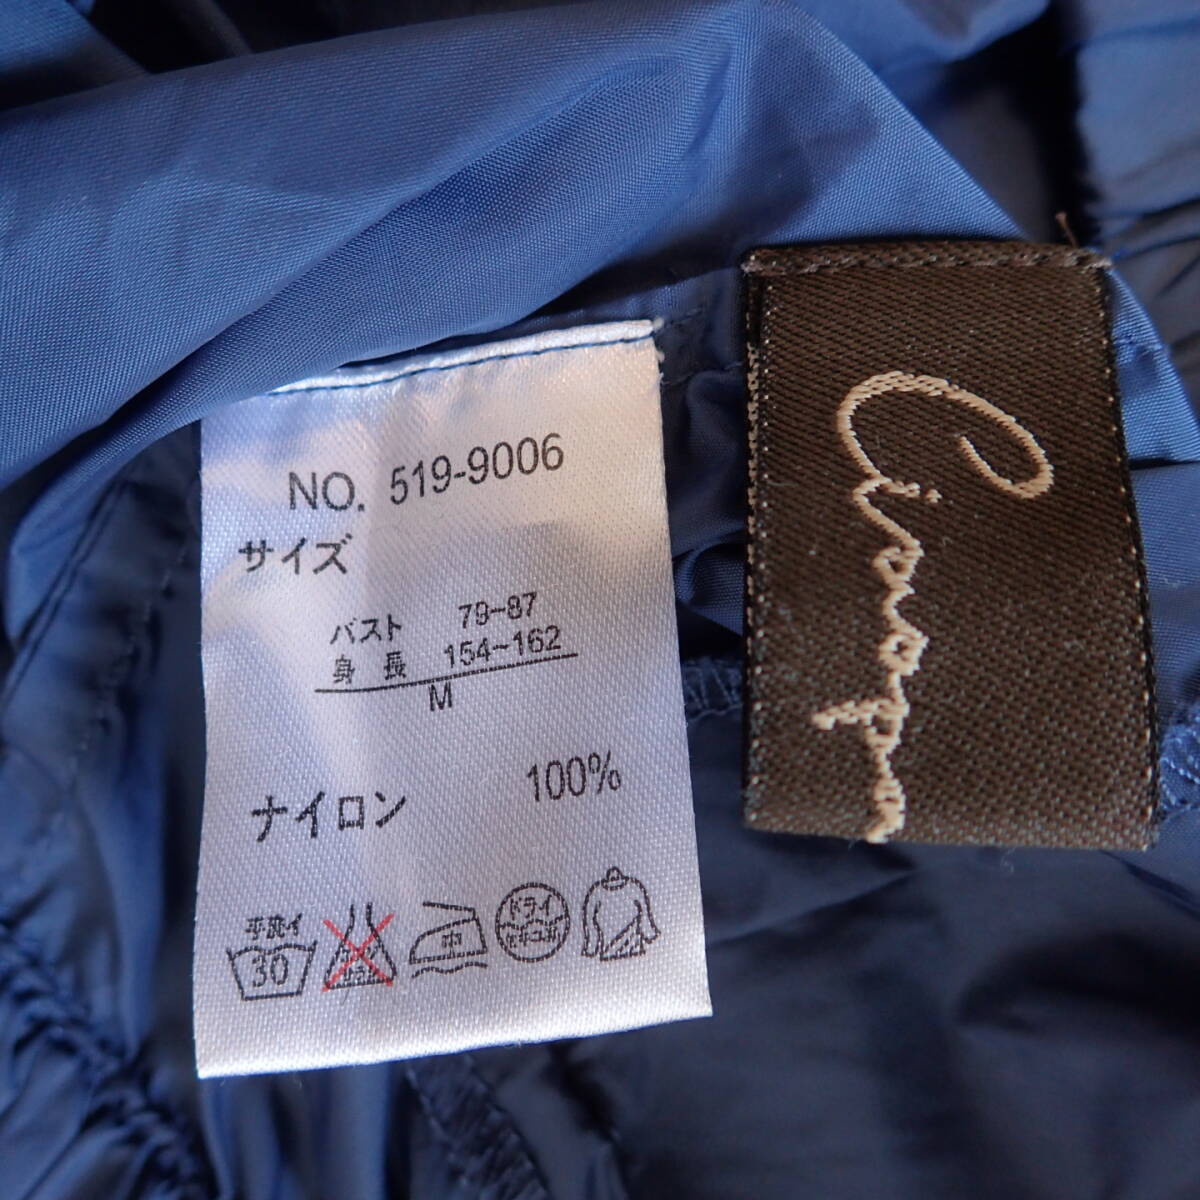 NO. 519-9006
サイズ
バスト 79-87
身長 154-162
M
ナイロン 100%
手洗イ
30
中
ドライ